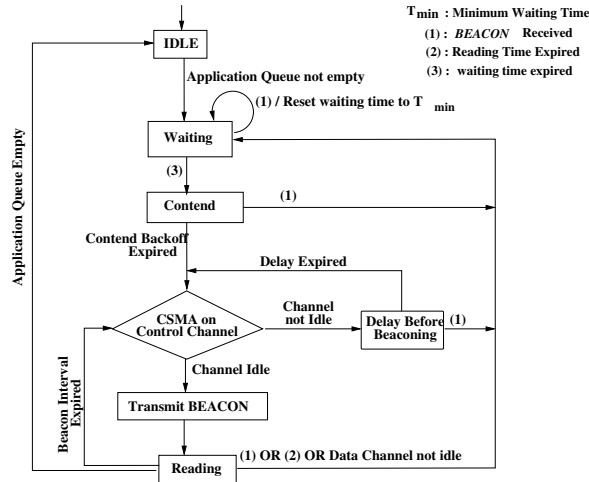 T min : Minimum Waiting Time
(1) : BEACON Received
(2) : Reading Time Expired
(3) : waiting time expired
IDLE
Application Queue not empty
(1) / Reset waiting time to T min
Waiting
(3)
Contend
(1)
Contend Backoff
Expired
Delay Expired
CSMA on
Control Channel
Channel
not Idle
Delay Before
Beaconing
(1)
Channel Idle
Transmit BEACON
Reading
(1) OR (2) OR Data Channel not idle
Application Queue Empty
Beacon Interval
Expired